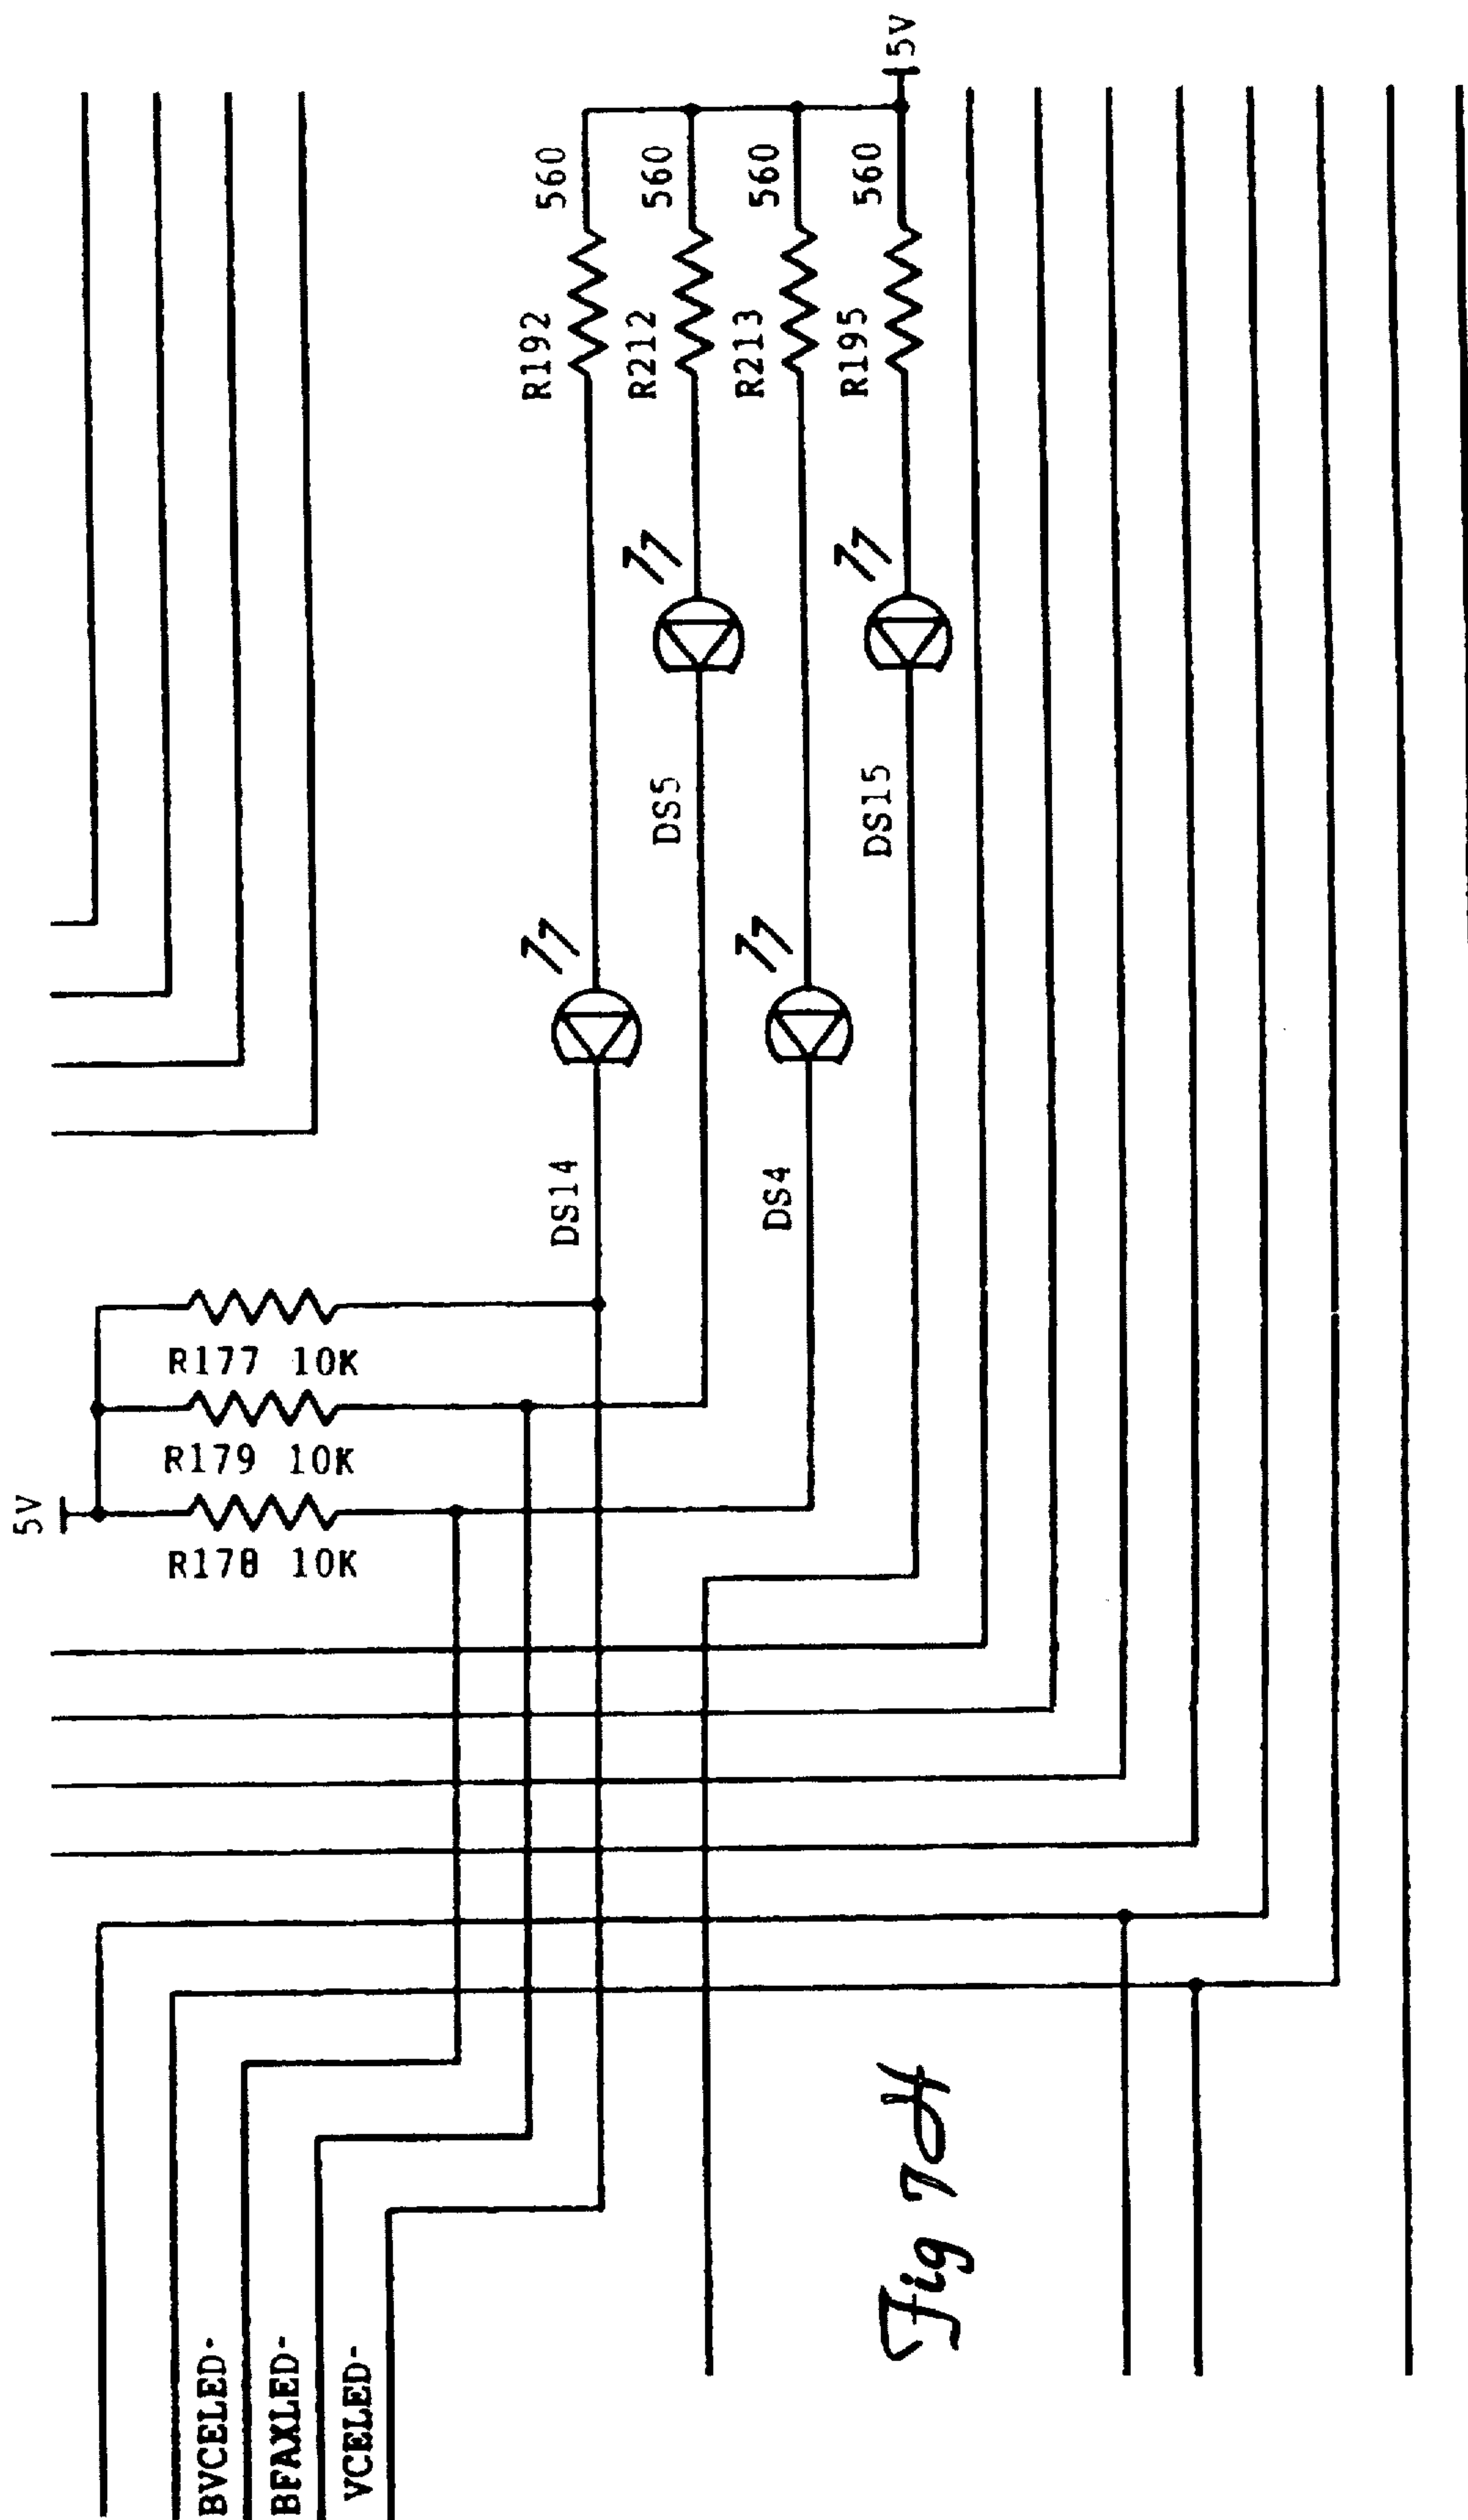 5V
560
560
560
560
R192
R212
R213
R195
DS5
DS15
DS14
DS4
R177 10K
R179 10K
5V
R178 10K
BVCELED-
BFAXLED-
VCELED-
Fig 7H